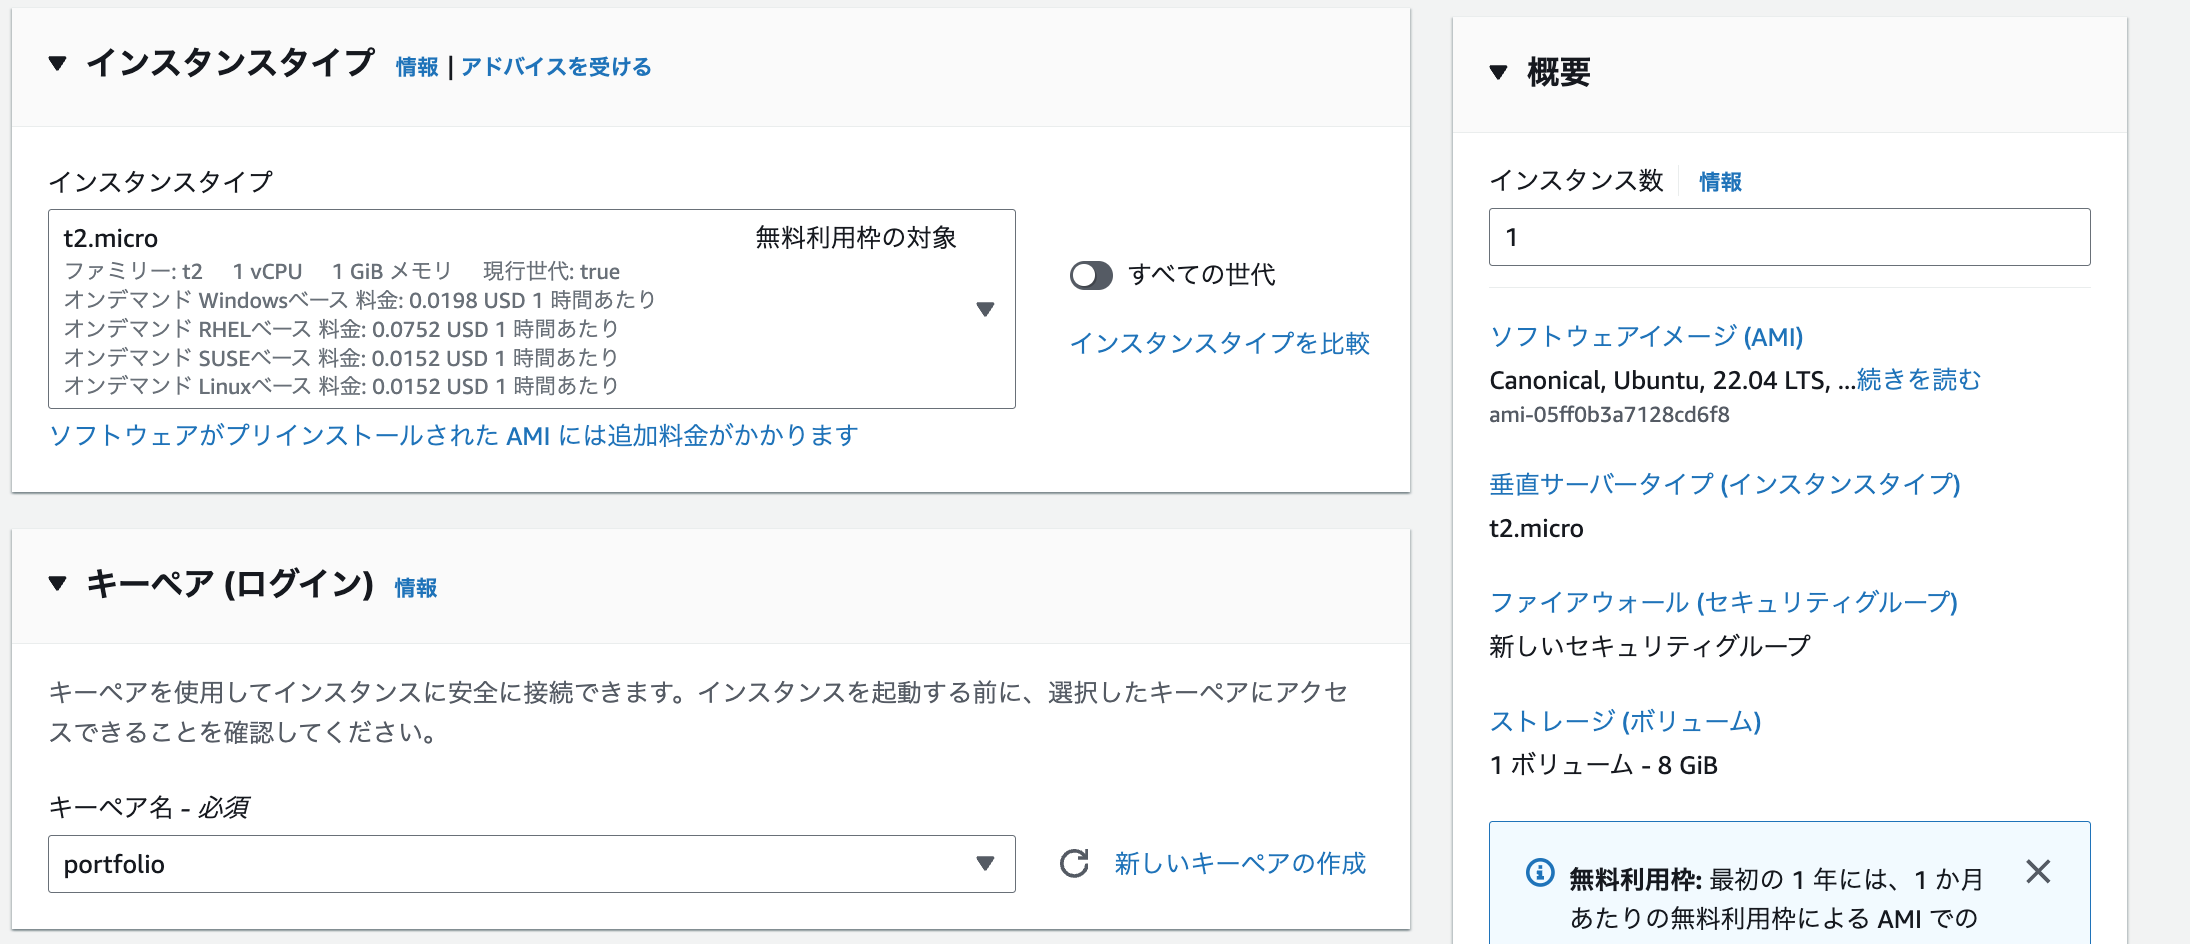 インスタンスタイプ 情報 | アドバイスを受ける
インスタンスタイプ
t2.micro 無料利用枠の対象
ファミリー: t2 1 vCPU 1 GiB メモリ 現行世代: true
オンデマンド Windowsベース 料金: 0.0198 USD 1 時間あたり
オンデマンド RHELベース 料金: 0.0752 USD 1 時間あたり
オンデマンド SUSEベース 料金: 0.0152 USD 1 時間あたり
オンデマンド Linuxベース 料金: 0.0152 USD 1 時間あたり
すべての世代
インスタンスタイプを比較
ソフトウェアがプリインストールされた AMI には追加料金がかかります
キーペア (ログイン) 情報
キーペアを使用してインスタンスに安全に接続できます。インスタンスを起動する前に、選択したキーペアにアクセ
スできることを確認してください。
キーペア名 - 必須
portfolio
新しいキーペアの作成
概要
インスタンス数 情報
1
ソフトウェアイメージ (AMI)
Canonical, Ubuntu, 22.04 LTS, ...続きを読む
ami-05ff0b3a7128cd6f8
垂直サーバータイプ (インスタンスタイプ)
t2.micro
ファイアウォール (セキュリティグループ)
新しいセキュリティグループ
ストレージ (ボリューム)
1 ボリューム - 8 GiB
無料利用枠: 最初の 1 年には、1 か月
あたりの無料利用枠による AMI での